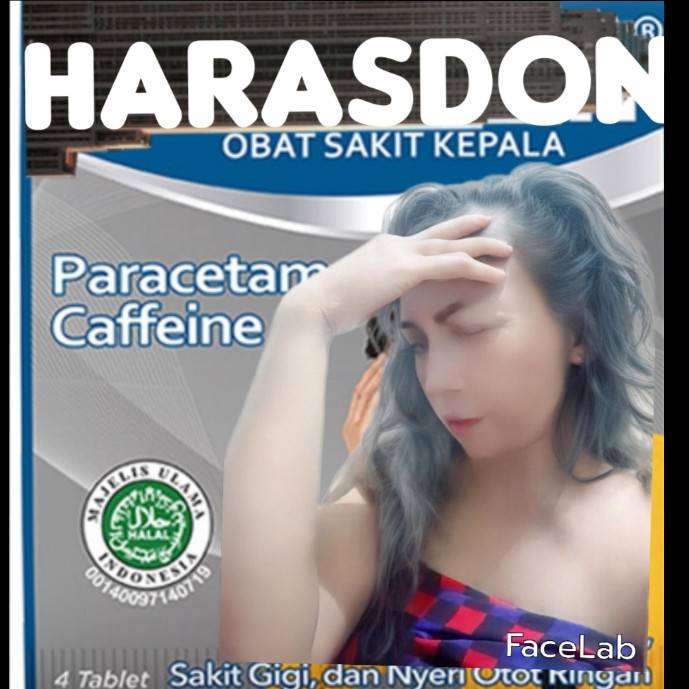 HARASDON
®
OBAT SAKIT KEPALA
Paracetam
Caffeine
MAJELIS ULAMA
حلال
HALAL
INDONESIA
00140097140719
FaceLab
4 Tablet Sakit Gigi, dan Nyeri Otot Ringan